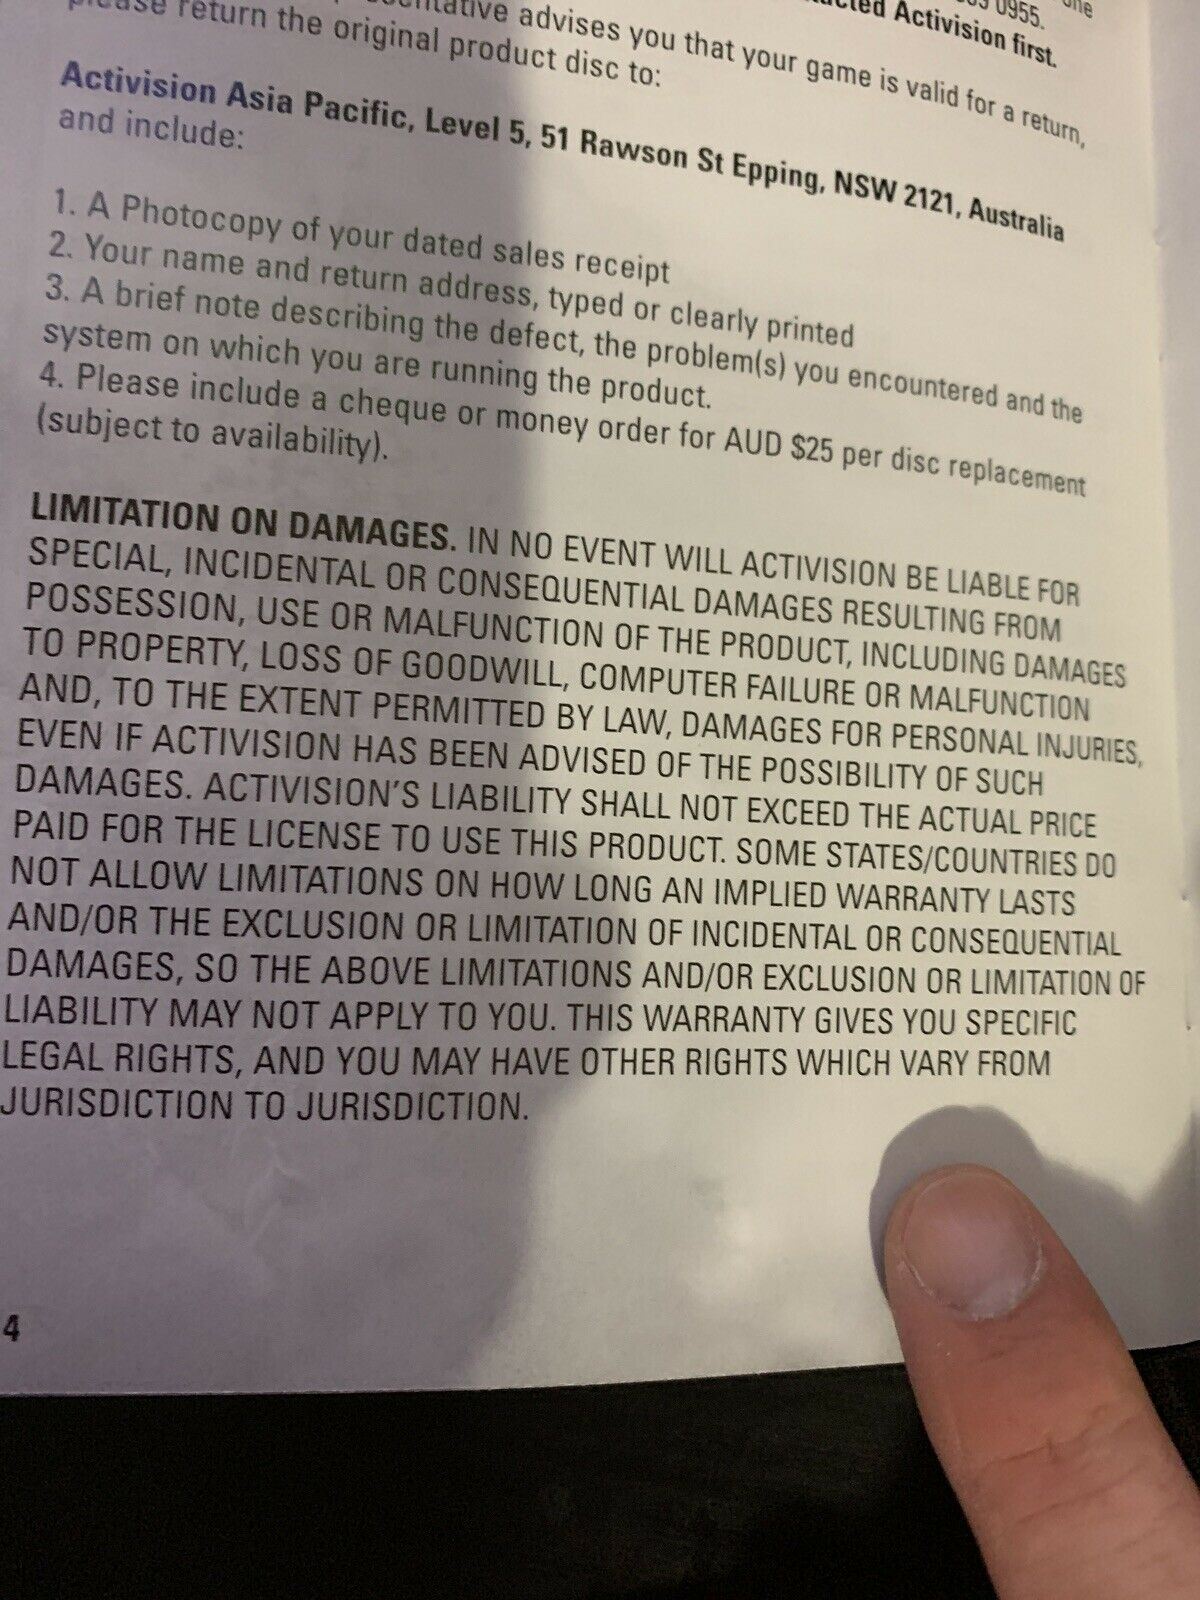 one
0955.
Activision first.
advises you that your game is valid for a return,
return the original product disc to:
Activision Asia Pacific, Level 5, 51 Rawson St Epping, NSW 2121, Australia
and include:
1. A Photocopy of your dated sales receipt
2. Your name and return address, typed or clearly printed
3. A brief note describing the defect, the problem(s) you encountered and the
system on which you are running the product.
4. Please include a cheque or money order for AUD $25 per disc replacement
(subject to availability).
LIMITATION ON DAMAGES. IN NO EVENT WILL ACTIVISION BE LIABLE FOR
SPECIAL, INCIDENTAL OR CONSEQUENTIAL DAMAGES RESULTING FROM
POSSESSION, USE OR MALFUNCTION OF THE PRODUCT, INCLUDING DAMAGES
TO PROPERTY, LOSS OF GOODWILL, COMPUTER FAILURE OR MALFUNCTION
AND, TO THE EXTENT PERMITTED BY LAW, DAMAGES FOR PERSONAL INJURIES,
EVEN IF ACTIVISION HAS BEEN ADVISED OF THE POSSIBILITY OF SUCH
DAMAGES. ACTIVISION'S LIABILITY SHALL NOT EXCEED THE ACTUAL PRICE
PAID FOR THE LICENSE TO USE THIS PRODUCT. SOME STATES/COUNTRIES DO
NOT ALLOW LIMITATIONS ON HOW LONG AN IMPLIED WARRANTY LASTS
AND/OR THE EXCLUSION OR LIMITATION OF INCIDENTAL OR CONSEQUENTIAL
DAMAGES, SO THE ABOVE LIMITATIONS AND/OR EXCLUSION OR LIMITATION OF
LIABILITY MAY NOT APPLY TO YOU. THIS WARRANTY GIVES YOU SPECIFIC
LEGAL RIGHTS, AND YOU MAY HAVE OTHER RIGHTS WHICH VARY FROM
JURISDICTION TO JURISDICTION.
4